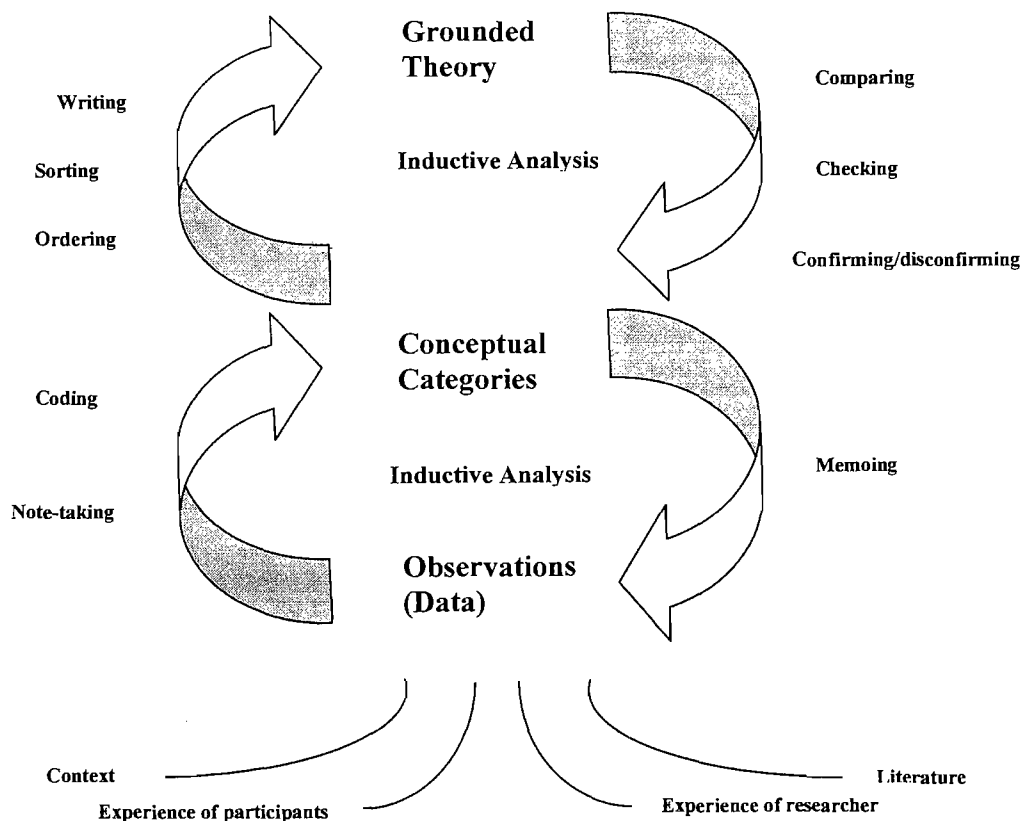 Grounded
Theory
Comparing
Writing
Inductive Analysis
Sorting
Checking
Ordering
Confirming/disconfirming
Conceptual
Categories
Coding
Memoing
Inductive Analysis
Note-taking
Observations
(Data)
Context
Literature
Experience of participants
Experience of researcher